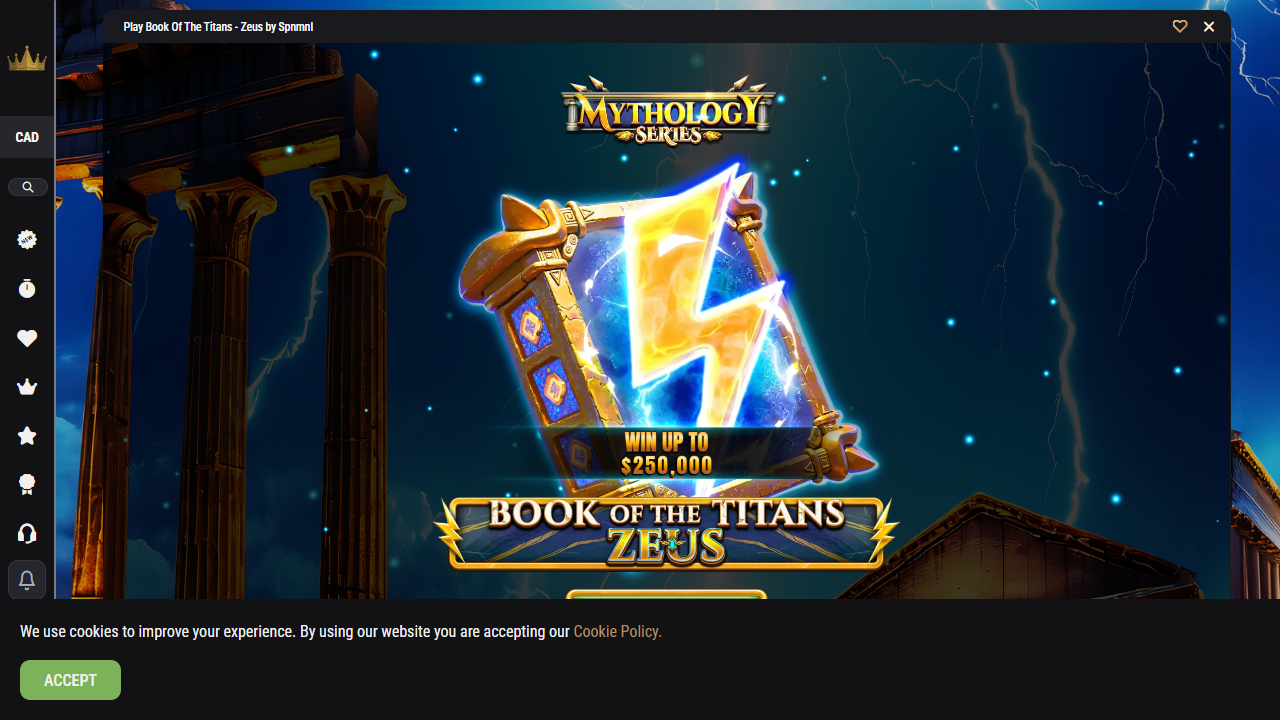 Play Book Of The Titans - Zeus by Spnmnl
CAD
NEW
MYTHOLOGY
SERIES
WIN UP TO
$250,000
BOOK OF THE TITANS
ZEUS
We use cookies to improve your experience. By using our website you are accepting our Cookie Policy.
ACCEPT